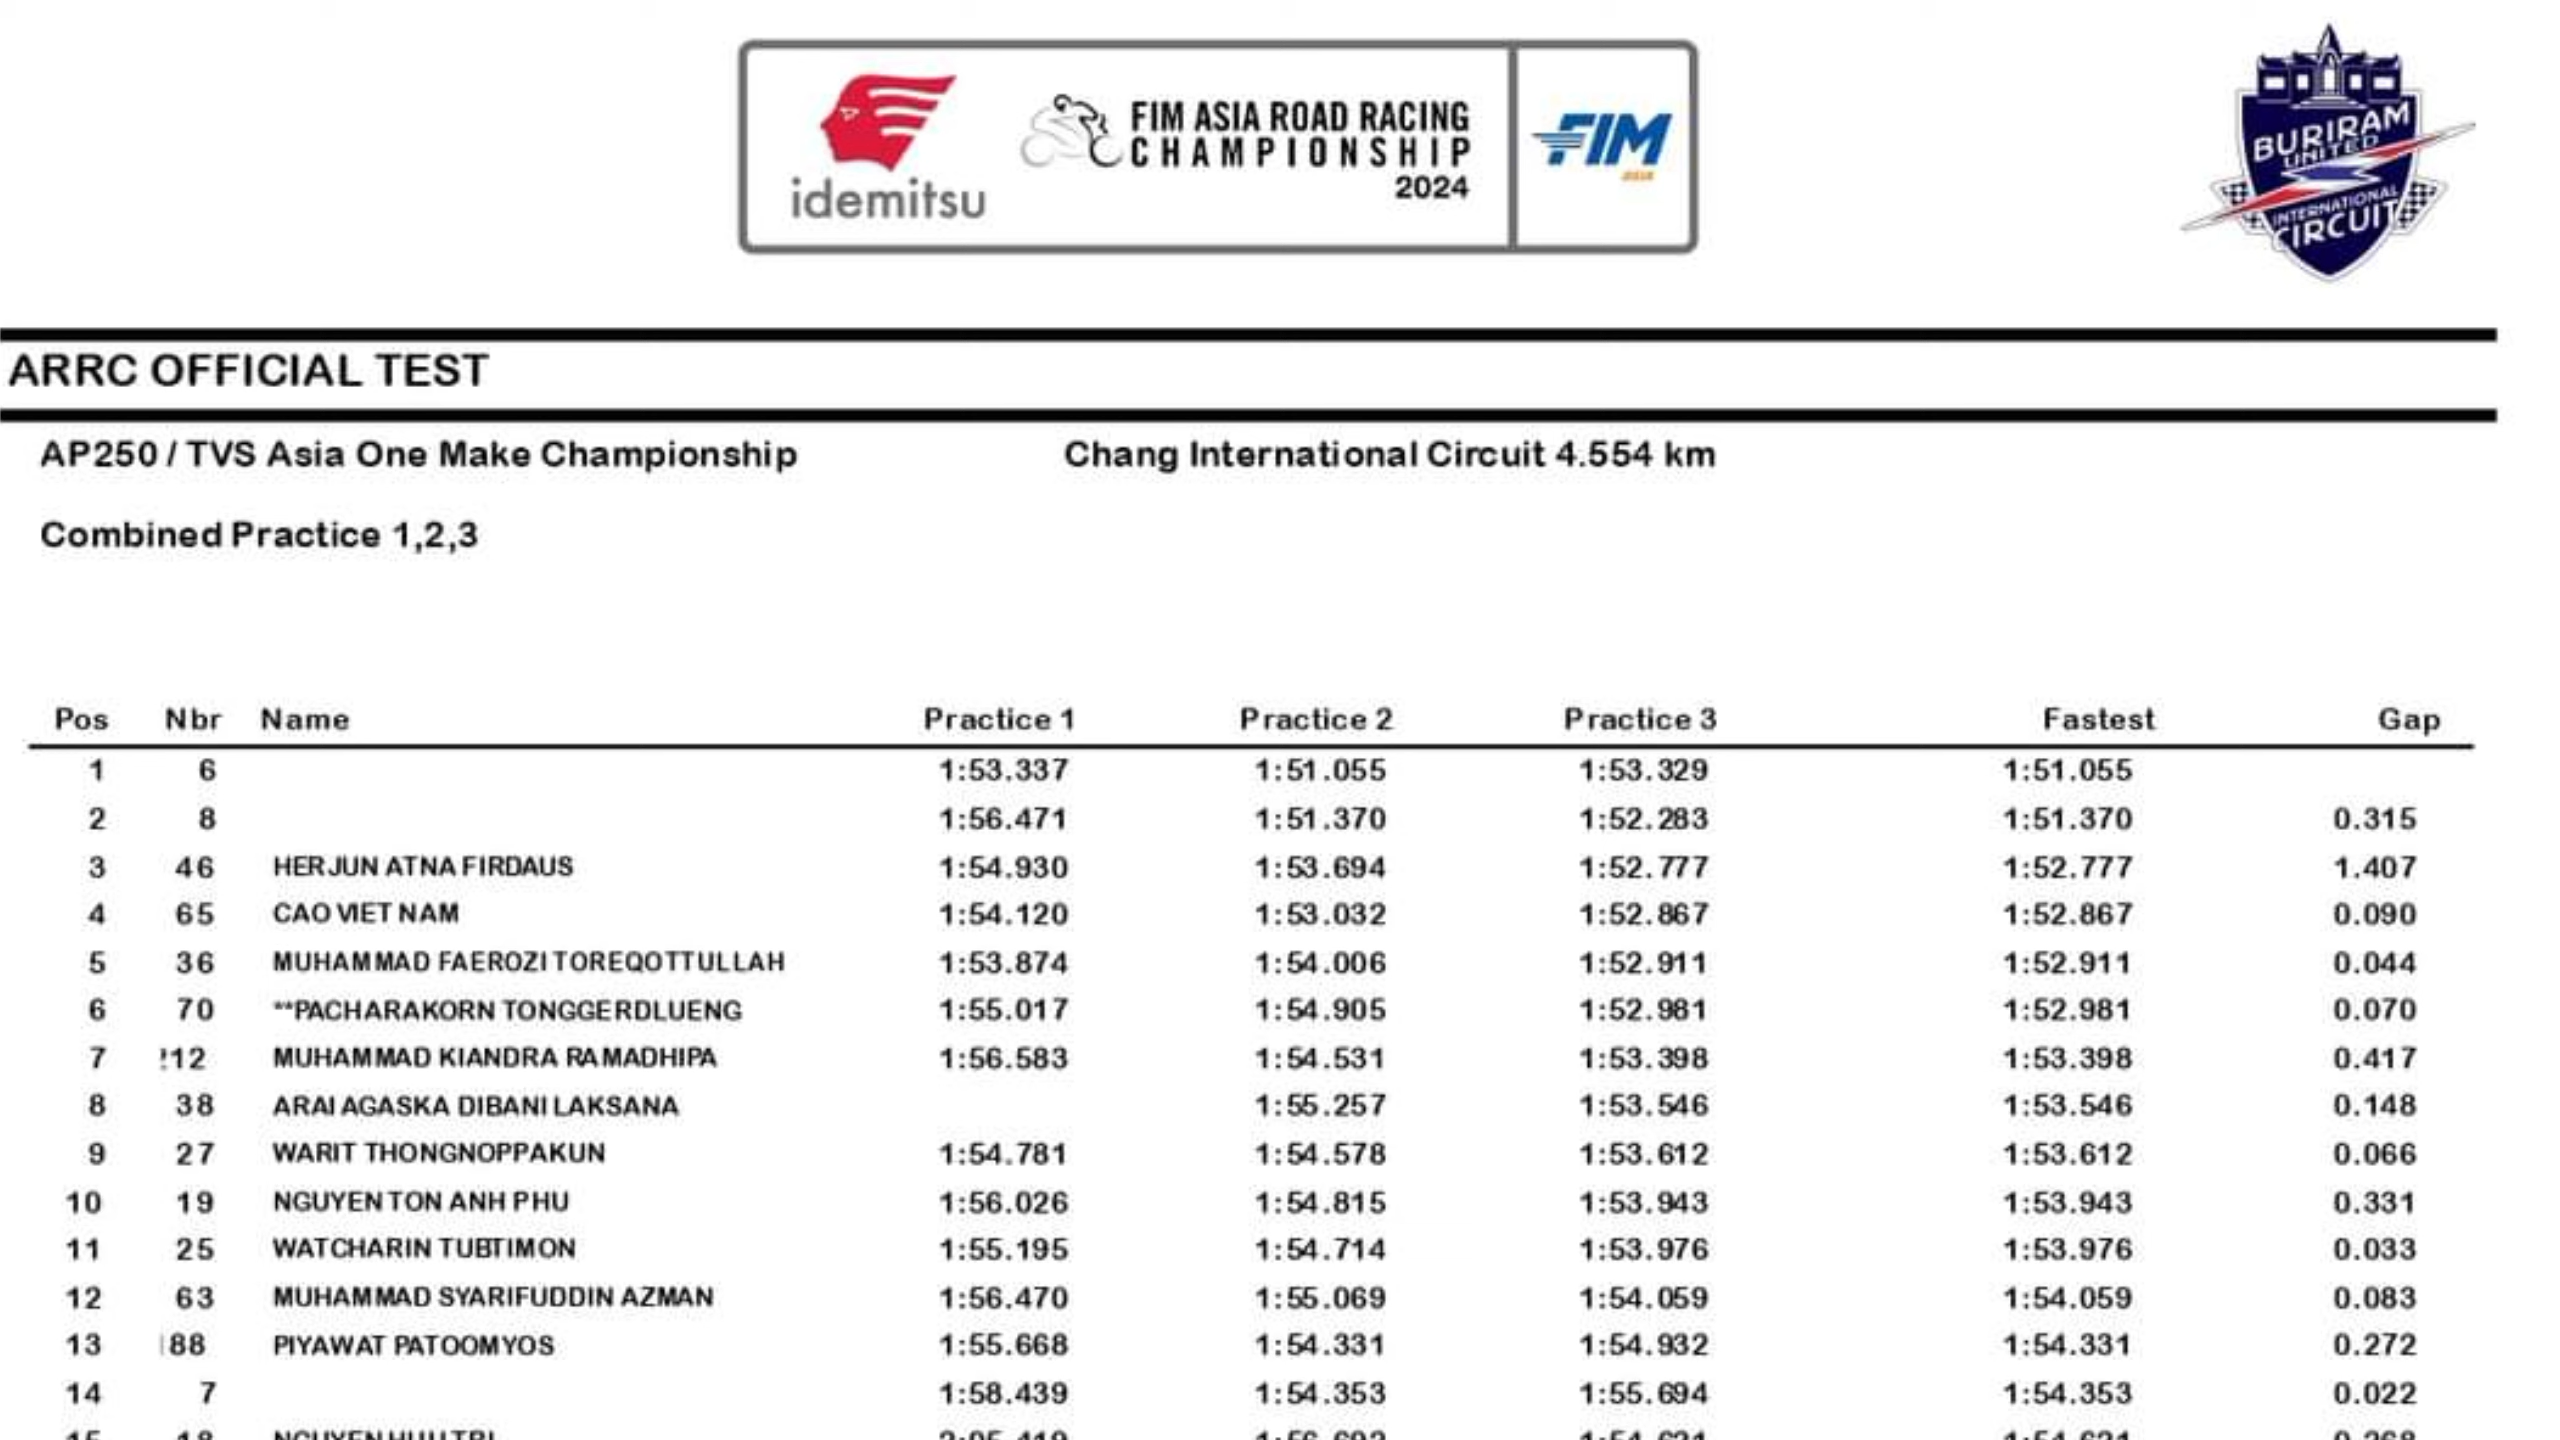 idemitsu
FIM ASIA ROAD RACING
CHAMPIONSHIP
2024
FIM
ASIA
BURIRAM
UNITED
INTERNATIONAL
CIRCUIT
ARRC OFFICIAL TEST
AP250 / TVS Asia One Make Championship Chang International Circuit 4.554 km
Combined Practice 1,2,3
Pos Nbr Name Practice 1 Practice 2 Practice 3 Fastest Gap
1 6 1:53.337 1:51.055 1:53.329 1:51.055
2 8 1:56.471 1:51.370 1:52.283 1:51.370 0.315
3 46 HERJUN ATNA FIRDAUS 1:54.930 1:53.694 1:52.777 1:52.777 1.407
4 65 CAO VIET NAM 1:54.120 1:53.032 1:52.867 1:52.867 0.090
5 36 MUHAMMAD FAEROZI TOREQOTTULLAH 1:53.874 1:54.006 1:52.911 1:52.911 0.044
6 70 **PACHARAKORN TONGGERDLUENG 1:55.017 1:54.905 1:52.981 1:52.981 0.070
7 12 MUHAMMAD KIANDRA RAMADHIPA 1:56.583 1:54.531 1:53.398 1:53.398 0.417
8 38 ARAI AGASKA DIBANI LAKSANA 1:55.257 1:53.546 1:53.546 0.148
9 27 WARIT THONGNOPPAKUN 1:54.781 1:54.578 1:53.612 1:53.612 0.066
10 19 NGUYEN TON ANH PHU 1:56.026 1:54.815 1:53.943 1:53.943 0.331
11 25 WATCHARIN TUBTIMON 1:55.195 1:54.714 1:53.976 1:53.976 0.033
12 63 MUHAMMAD SYARIFUDDIN AZMAN 1:56.470 1:55.069 1:54.059 1:54.059 0.083
13 88 PIYAWAT PATOOMYOS 1:55.668 1:54.331 1:54.932 1:54.331 0.272
14 7 1:58.439 1:54.353 1:55.694 1:54.353 0.022
15 18 NGUYEN HUU TRI